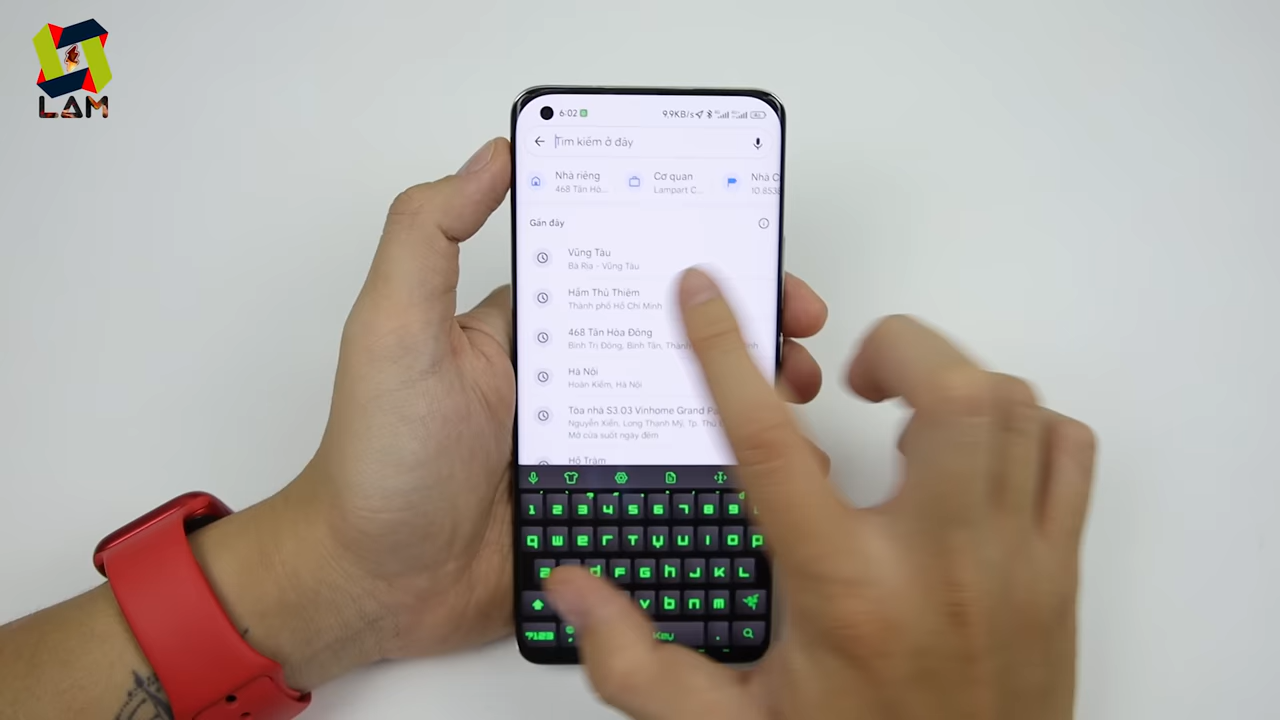 LAM
6:02
9,9KB/s
Tìm kiếm ở đây
Nhà riêng
468 Tân Hò...
Cơ quan
Lampart C...
Nhà C
10.853
Gần đây
Vũng Tàu
Bà Rịa - Vũng Tàu
Hầm Thủ Thiêm
Thành phố Hồ Chí Minh
468 Tân Hòa Đông
Bình Trị Đông, Bình Tân, Thành
Hà Nội
Hoàn Kiếm, Hà Nội
Tòa nhà S3.03 Vinhome Grand Pa
Nguyễn Xiển, Long Thạnh Mỹ, Tp. Thủ
Mở cửa suốt ngày đêm
Hồ Tràm
1 2 3 4 5 6 7 8 9
q w e r t y u i o p
a d f g h j k l
v b n m
?123 , Key .